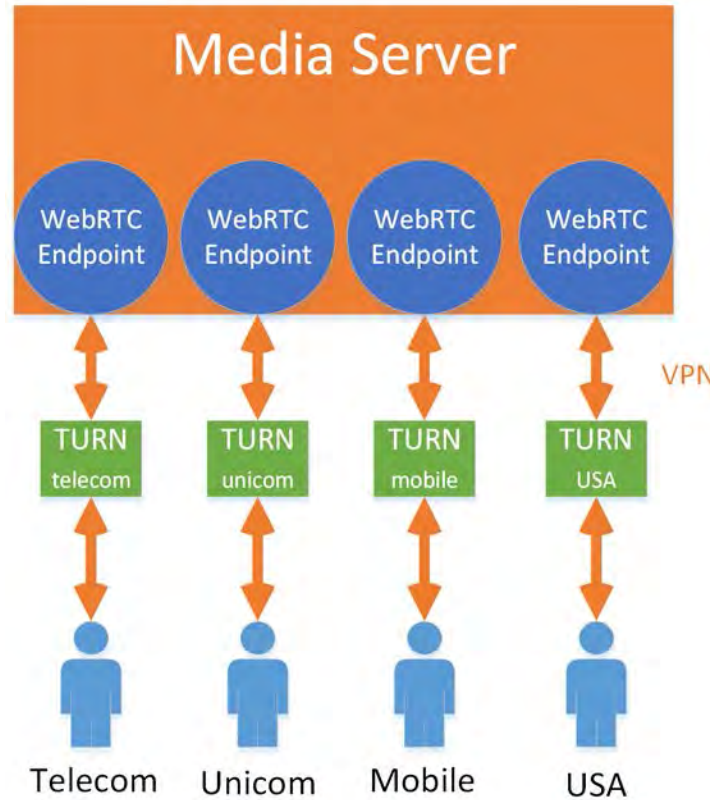 Media Server
WebRTC
Endpoint
WebRTC
Endpoint
WebRTC
Endpoint
WebRTC
Endpoint
VPN
TURN
telecom
TURN
unicom
TURN
mobile
TURN
USA
Telecom
Unicom
Mobile
USA